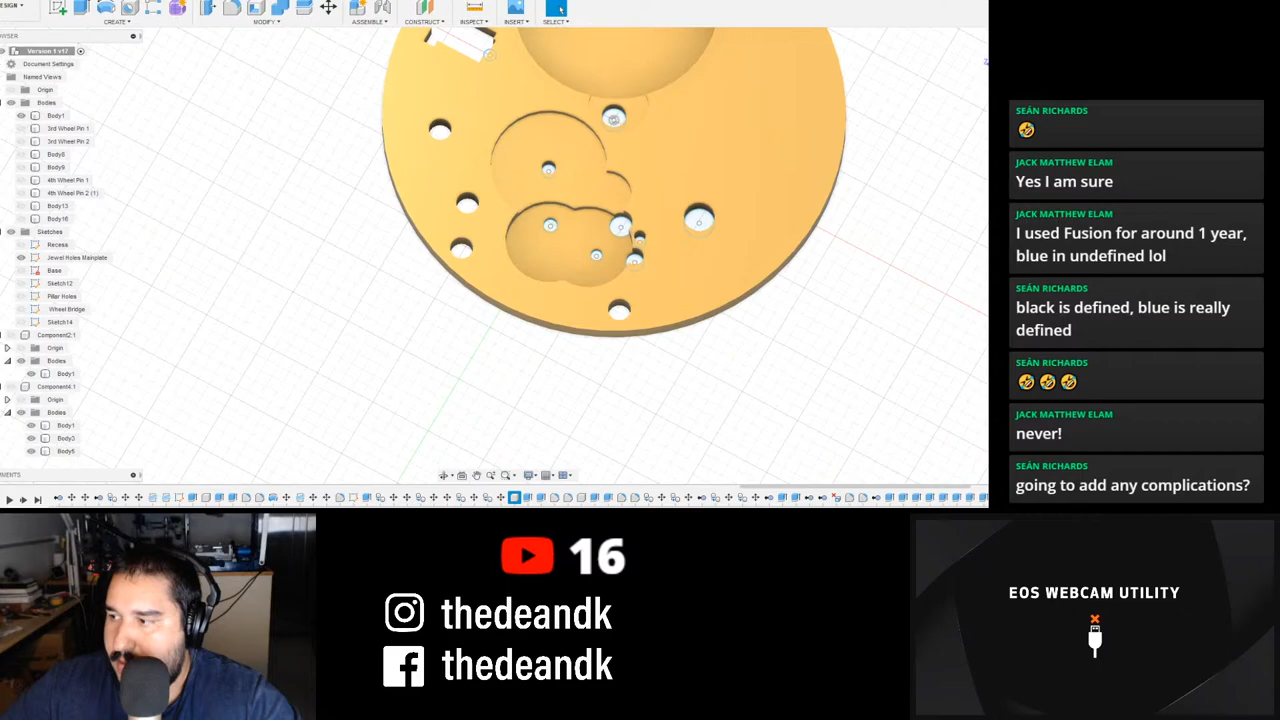 ESIGN
CREATE
MODIFY
ASSEMBLE
CONSTRUCT
INSPECT
INSERT
SELECT
Version 1 v17
Document Settings
Named Views
Origin
Bodies
Body1
3rd Wheel Pin 1
3rd Wheel Pin 2
Body8
Body9
4th Wheel Pin 1
4th Wheel Pin 2 (1)
Body13
Body16
Sketches
Recess
Jewel Holes Mainplate
Base
Sketch12
Pillar Holes
Wheel Bridge
Sketch14
Component2:1
Origin
Bodies
Body1
Component4:1
Origin
Bodies
Body1
Body3
Body5
SEÁN RICHARDS
🤣
JACK MATTHEW ELAM
Yes I am sure
JACK MATTHEW ELAM
I used Fusion for around 1 year,
blue in undefined lol
SEÁN RICHARDS
black is defined, blue is really
defined
SEÁN RICHARDS
🤣 🤣 🤣
JACK MATTHEW ELAM
never!
SEÁN RICHARDS
going to add any complications?
16
thedeandk
thedeandk
EOS WEBCAM UTILITY